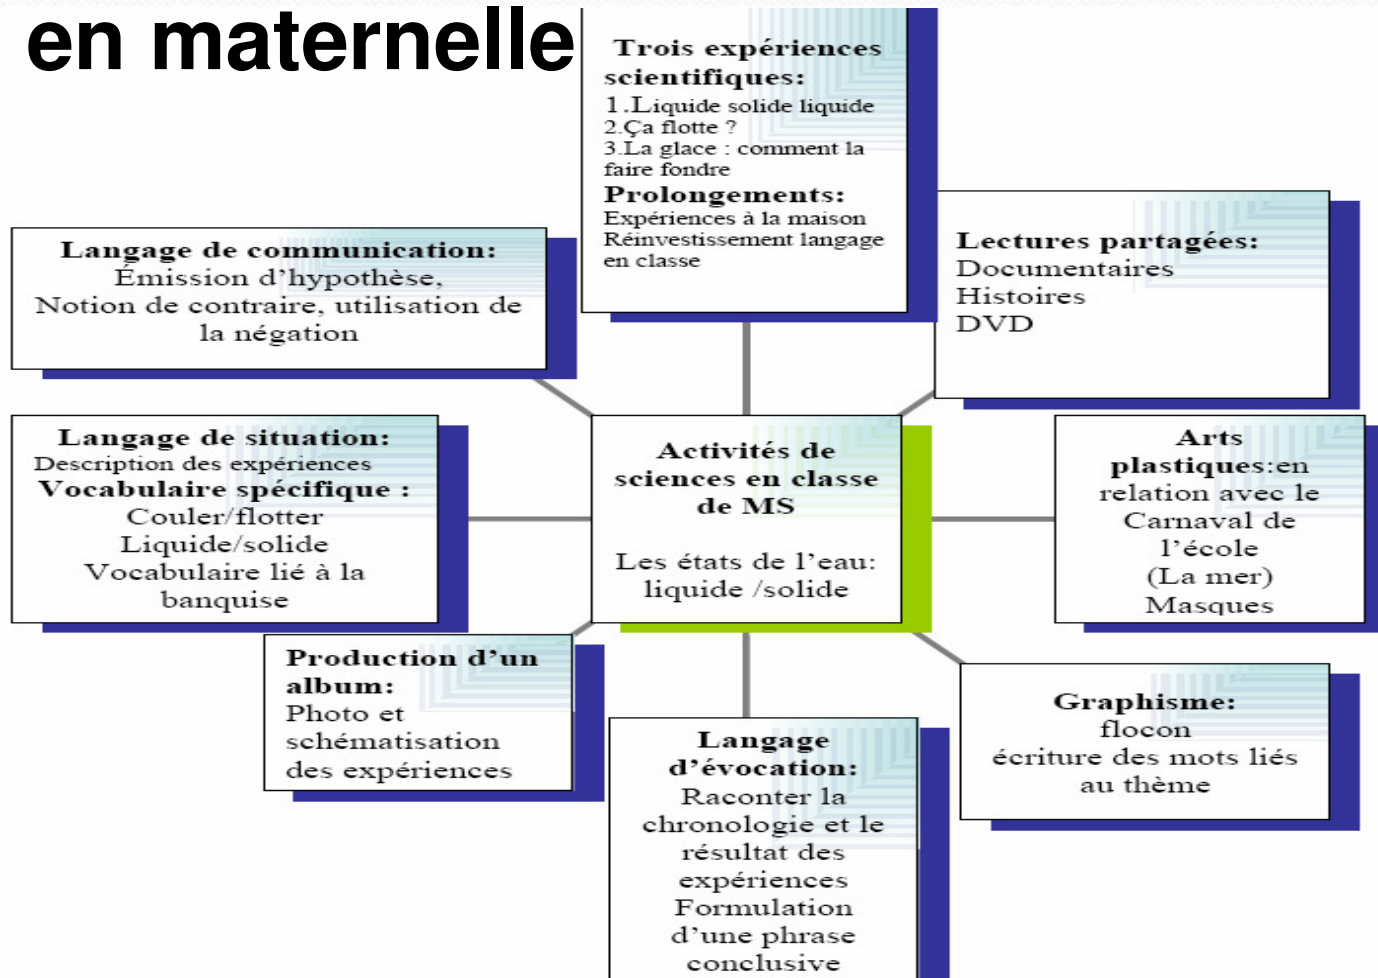 en maternelle
Trois expériences
scientifiques:
1.Liquide solide liquide
2.Ça flotte ?
3.La glace : comment la
faire fondre
Prolongements:
Expériences à la maison
Réinvestissement langage
en classe
Langage de communication:
Émission d'hypothèse,
Notion de contraire, utilisation de
la négation
Lectures partagées:
Documentaires
Histoires
DVD
Langage de situation:
Description des expériences
Vocabulaire spécifique :
Couler/flotter
Liquide/solide
Vocabulaire lié à la
banquise
Activités de
sciences en classe
de MS
Les états de l'eau:
liquide /solide
Arts
plastiques:en
relation avec le
Carnaval de
l'école
(La mer)
Masques
Production d'un
album:
Photo et
schématisation
des expériences
Langage
d'évocation:
Raconter la
chronologie et le
résultat des
expériences
Formulation
d'une phrase
conclusive
Graphisme:
flocon
écriture des mots liés
au thème